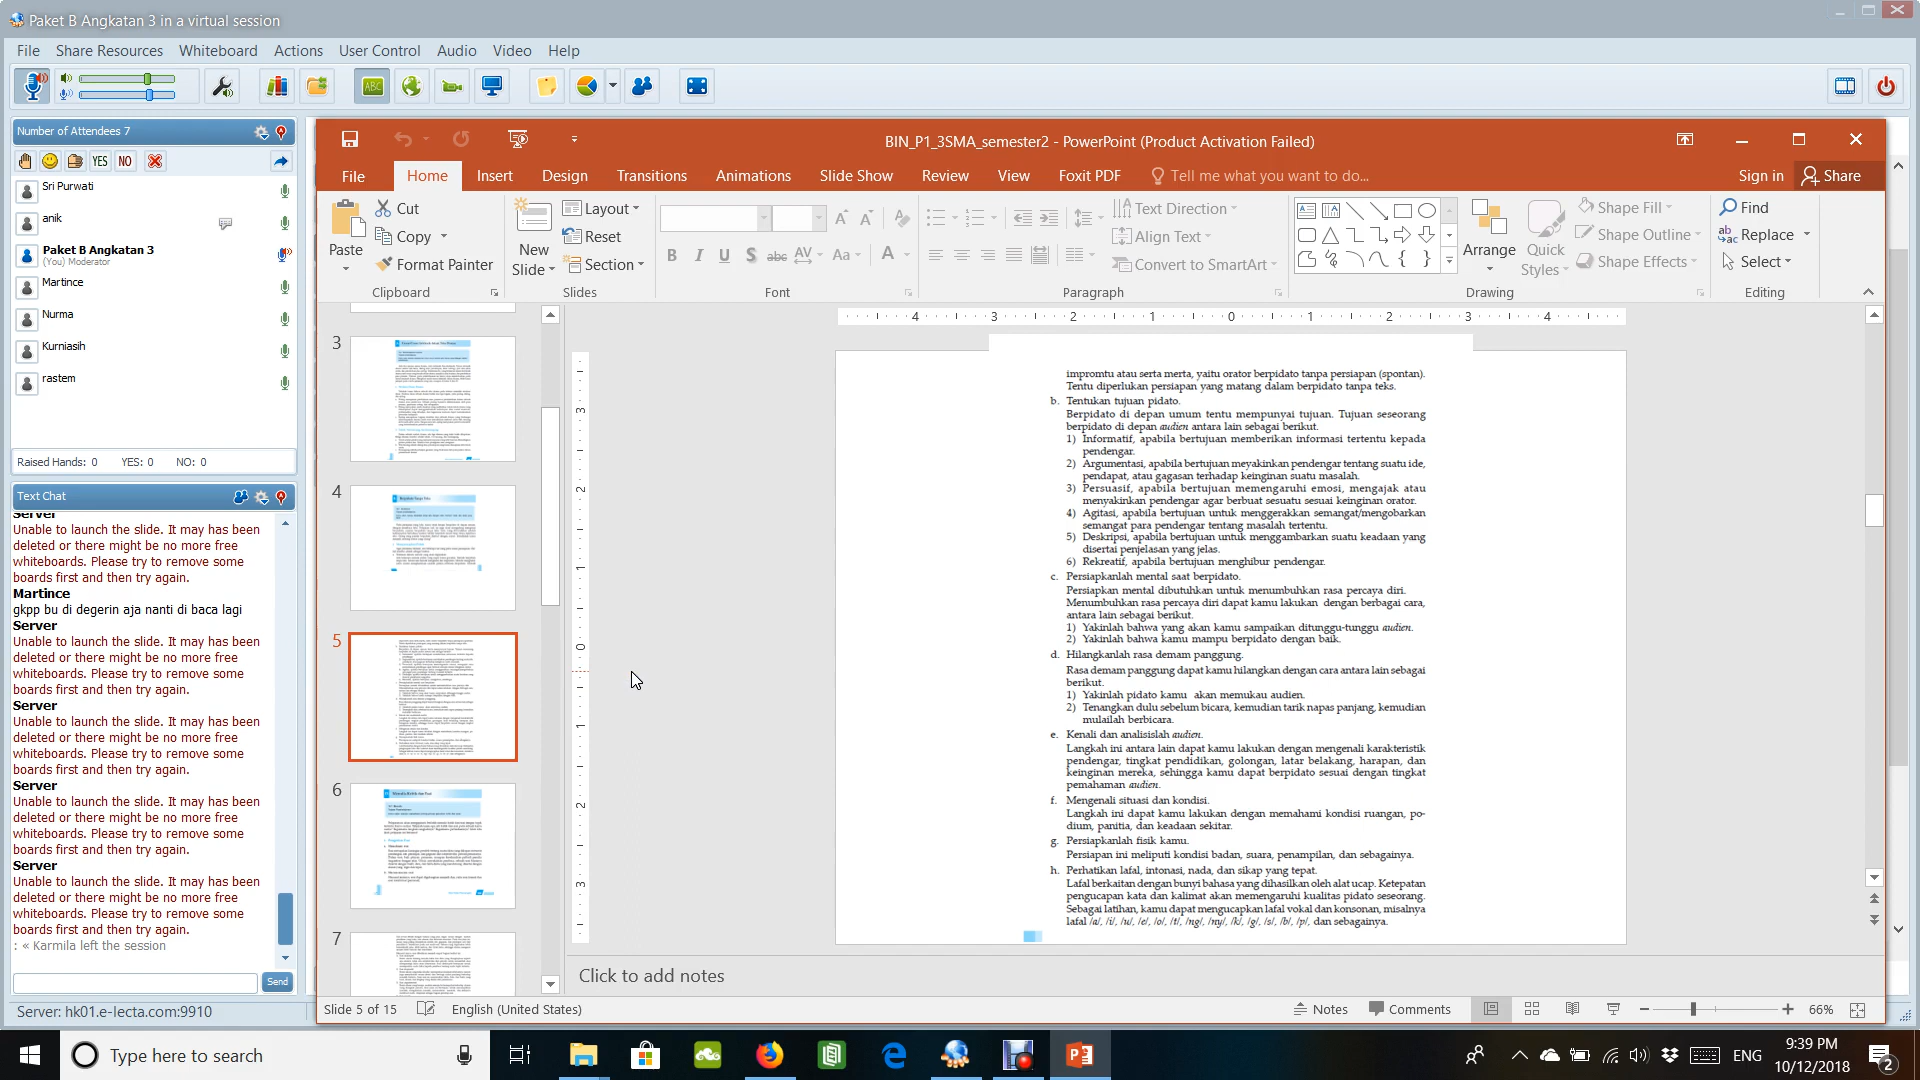 Paket B Angkatan 3 in a virtual session
File Share Resources Whiteboard Actions User Control Audio Video Help
Number of Attendees 7
YES NO
Sri Purwati
anik
Paket B Angkatan 3
(You) Moderator
Martince
Nurma
Kurniasih
rastem
Raised Hands: 0 YES: 0 NO: 0
Text Chat
Server
Unable to launch the slide. It may has been
deleted or there might be no more free
whiteboards. Please try to remove some
boards first and then try again.
Martince
gkpp bu di degerin aja nanti di baca lagi
Server
Unable to launch the slide. It may has been
deleted or there might be no more free
whiteboards. Please try to remove some
boards first and then try again.
Server
Unable to launch the slide. It may has been
deleted or there might be no more free
whiteboards. Please try to remove some
boards first and then try again.
Server
Unable to launch the slide. It may has been
deleted or there might be no more free
whiteboards. Please try to remove some
boards first and then try again.
Server
Unable to launch the slide. It may has been
deleted or there might be no more free
whiteboards. Please try to remove some
boards first and then try again.
: « Karmila left the session
Send
Server: hk01.e-lecta.com:9910
BIN_P1_3SMA_semester2 - PowerPoint (Product Activation Failed)
File Home Insert Design Transitions Animations Slide Show Review View Foxit PDF Tell me what you want to do... Sign in Share
Paste
Cut
Copy
Format Painter
Clipboard
New
Slide
Layout
Reset
Section
Slides
B I U S abc AV Aa A
Font
Text Direction
Align Text
Convert to SmartArt
Paragraph
Arrange
Quick
Styles
Shape Fill
Shape Outline
Shape Effects
Drawing
Find
Replace
Select
Editing
3
4
5
6
7
4 3 2 1 0 1 2 3 4
3
2
1
0
1
2
3
impromtu atau serta merta, yaitu orator berpidato tanpa persiapan (spontan).
Tentu diperlukan persiapan yang matang dalam berpidato tanpa teks.
b. Tentukan tujuan pidato.
Berpidato di depan umum tentu mempunyai tujuan. Tujuan seseorang
berpidato di depan audien antara lain sebagai berikut.
1) Informatif, apabila bertujuan memberikan informasi tertentu kepada
pendengar.
2) Argumentasi, apabila bertujuan meyakinkan pendengar tentang suatu ide,
pendapat, atau gagasan terhadap keinginan suatu masalah.
3) Persuasif, apabila bertujuan memengaruhi emosi, mengajak atau
menyakinkan pendengar agar berbuat sesuatu sesuai keinginan orator.
4) Agitasi, apabila bertujuan untuk menggerakkan semangat/mengobarkan
semangat para pendengar tentang masalah tertentu.
5) Deskripsi, apabila bertujuan untuk menggambarkan suatu keadaan yang
disertai penjelasan yang jelas.
6) Rekreatif, apabila bertujuan menghibur pendengar.
c. Persiapkanlah mental saat berpidato.
Persiapkan mental dibutuhkan untuk menumbuhkan rasa percaya diri.
Menumbuhkan rasa percaya diri dapat kamu lakukan dengan berbagai cara,
antara lain sebagai berikut.
1) Yakinlah bahwa yang akan kamu sampaikan ditunggu-tunggu audien.
2) Yakinlah bahwa kamu mampu berpidato dengan baik.
d. Hilangkanlah rasa demam panggung.
Rasa demam panggung dapat kamu hilangkan dengan cara antara lain sebagai
berikut.
1) Yakinlah pidato kamu akan memukau audien.
2) Tenangkan dulu sebelum bicara, kemudian tarik napas panjang, kemudian
mulailah berbicara.
e. Kenali dan analisislah audien.
Langkah ini antara lain dapat kamu lakukan dengan mengenali karakteristik
pendengar, tingkat pendidikan, golongan, latar belakang, harapan, dan
keinginan mereka, sehingga kamu dapat berpidato sesuai dengan tingkat
pemahaman audien.
f. Mengenali situasi dan kondisi.
Langkah ini dapat kamu lakukan dengan memahami kondisi ruangan, po-
dium, panitia, dan keadaan sekitar.
g. Persiapkanlah fisik kamu.
Persiapan ini meliputi kondisi badan, suara, penampilan, dan sebagainya.
h. Perhatikan lafal, intonasi, nada, dan sikap yang tepat.
Lafal berkaitan dengan bunyi bahasa yang dihasilkan oleh alat ucap. Ketepatan
pengucapan kata dan kalimat akan memengaruhi kualitas pidato seseorang.
Sebagai latihan, kamu dapat mengucapkan lafal vokal dan konsonan, misalnya
lafal /a/, /i/, /u/, /e/, /o/, /t/, /ng/, /ny/, /k/, /g/, /s/, /b/, /p/, dan sebagainya.
Click to add notes
Slide 5 of 15 English (United States) Notes Comments 66%
Type here to search
ENG
9:39 PM
10/12/2018
2